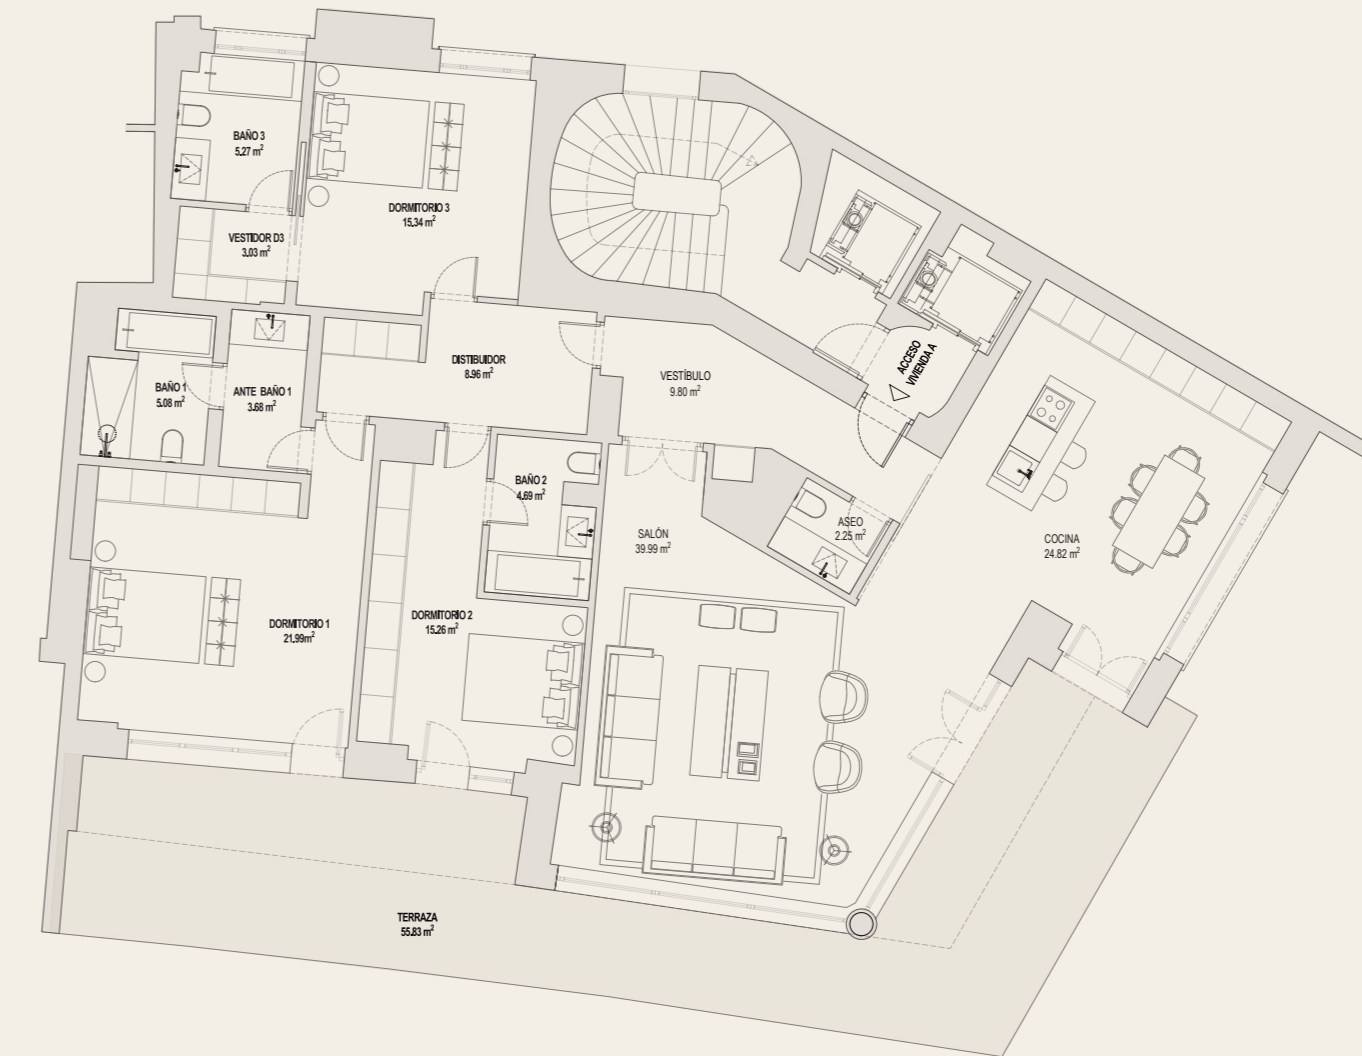 BAÑO 3
5.27 m²
DORMITORIO 3
15.34 m²
VESTIDOR D3
3.03 m²
ACCESO
VIVIENDA A
DISTIBUIDOR
8.96 m²
VESTÍBULO
9.80 m²
BAÑO 1
5.08 m²
ANTE BAÑO 1
3.68 m²
BAÑO 2
4.69 m²
ASEO
2.25 m²
SALÓN
39.99 m²
COCINA
24.82 m²
DORMITORIO 1
21.99m²
DORMITORIO 2
15.26 m²
TERRAZA
55.83 m²